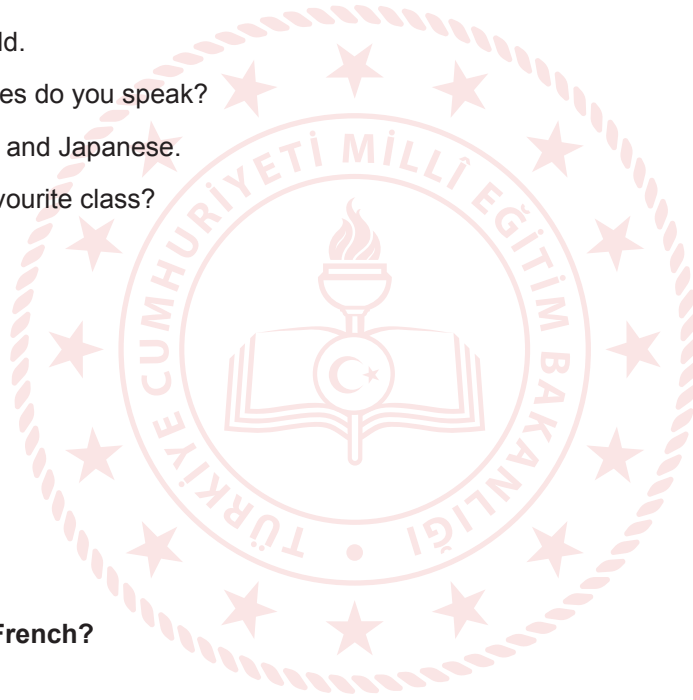 ld.
es do you speak?
and Japanese.
vourite class?
TÜRKİYE CUMHURİYETİ MİLLÎ EĞİTİM BAKANLIĞI
French?